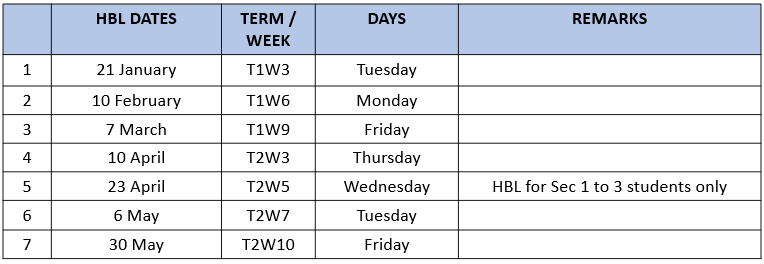 HBL DATES TERM / WEEK DAYS REMARKS
1 21 January T1W3 Tuesday
2 10 February T1W6 Monday
3 7 March T1W9 Friday
4 10 April T2W3 Thursday
5 23 April T2W5 Wednesday HBL for Sec 1 to 3 students only
6 6 May T2W7 Tuesday
7 30 May T2W10 Friday